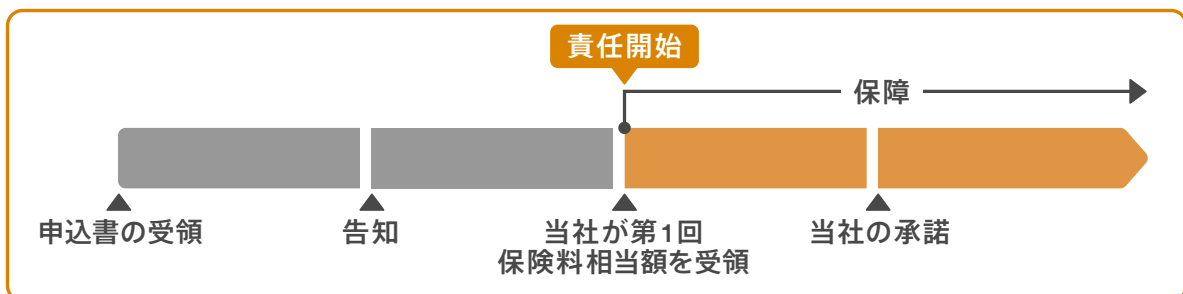 責任開始
保障
申込書の受領
告知
当社が第1回
保険料相当額を受領
当社の承諾